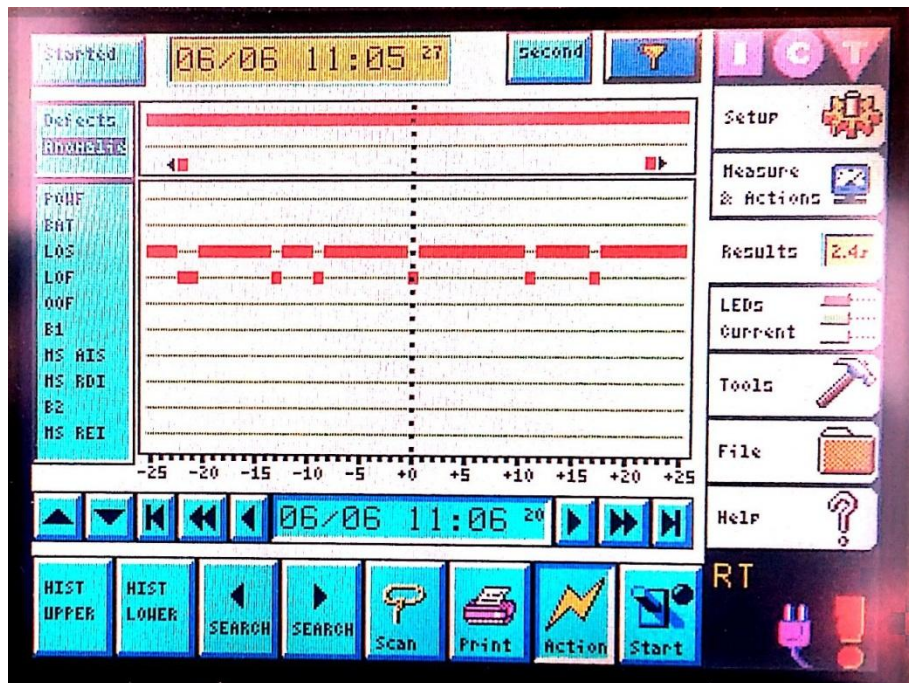 Started
06/06 11:05 27
second
I C T
Defects
Anomalie
POWF
BAT
LOS
LOF
OOF
B1
MS AIS
MS RDI
B2
MS REI
-25 -20 -15 -10 -5 +0 +5 +10 +15 +20 +25
06/06 11:06 20
HIST UPPER
HIST LOWER
SEARCH
SEARCH
Scan
Print
Action
Start
Setup
Measure
& Actions
Results
LEDs
Current
Tools
File
Help
RT